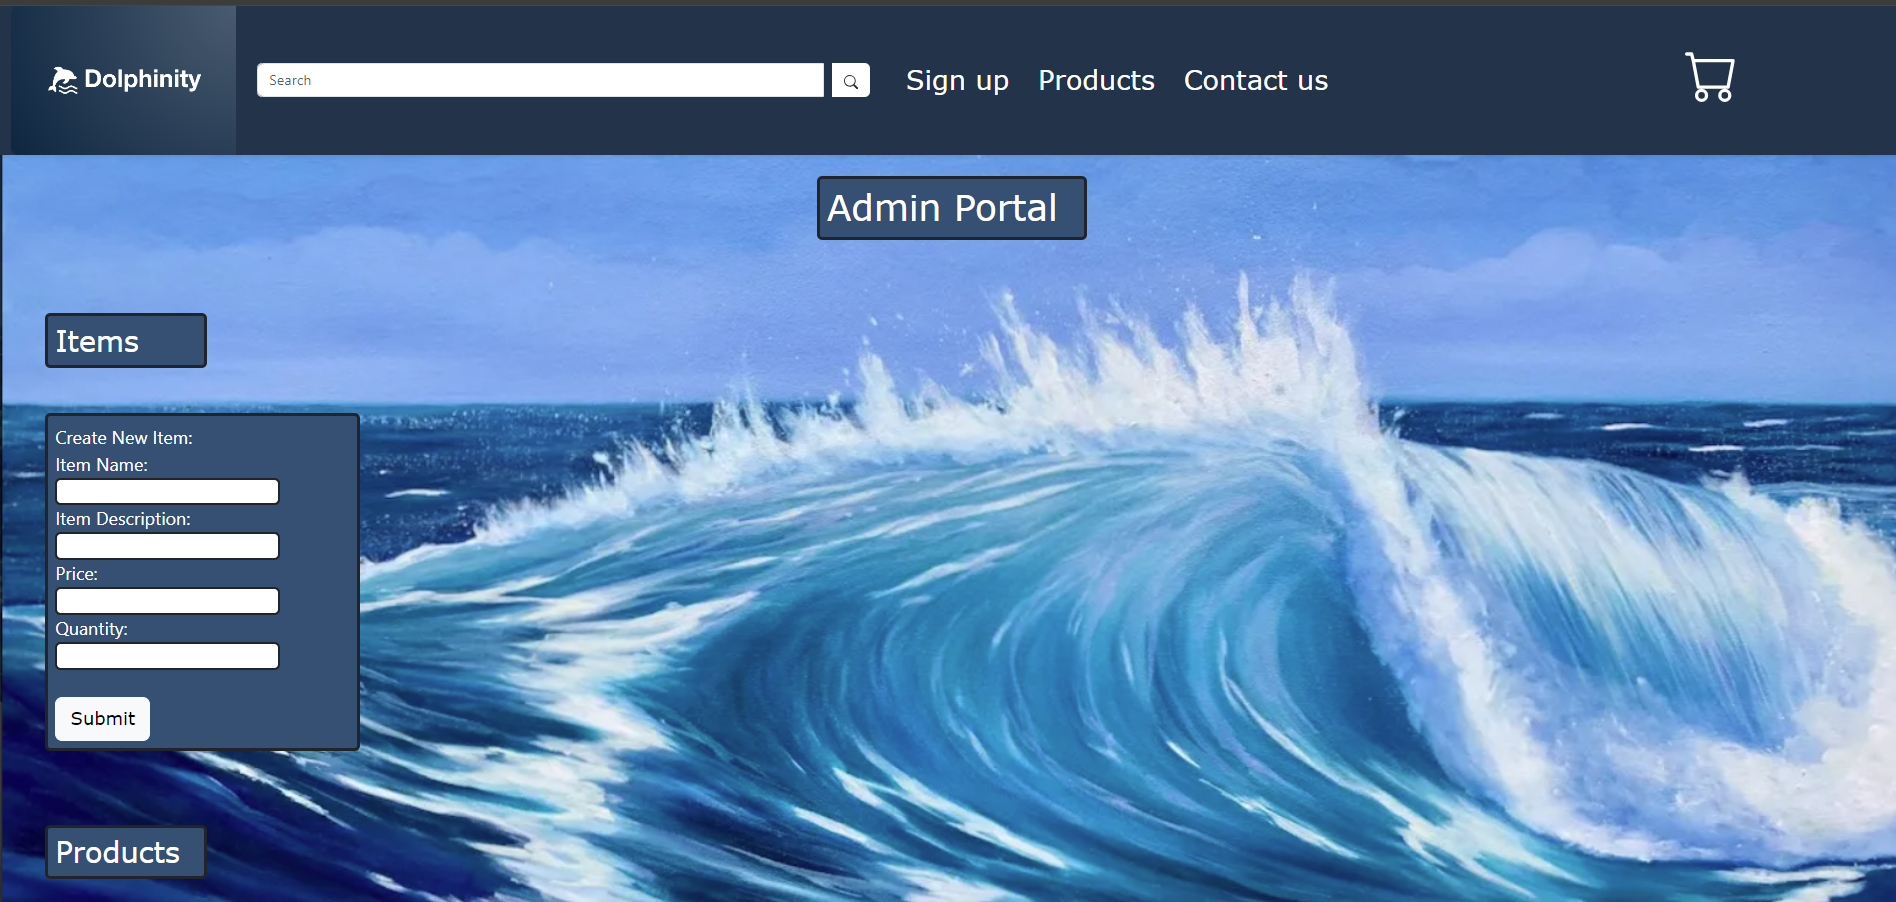 Dolphinity
Search
Sign up
Products
Contact us
Admin Portal
Items
Create New Item:
Item Name:
Item Description:
Price:
Quantity:
Submit
Products